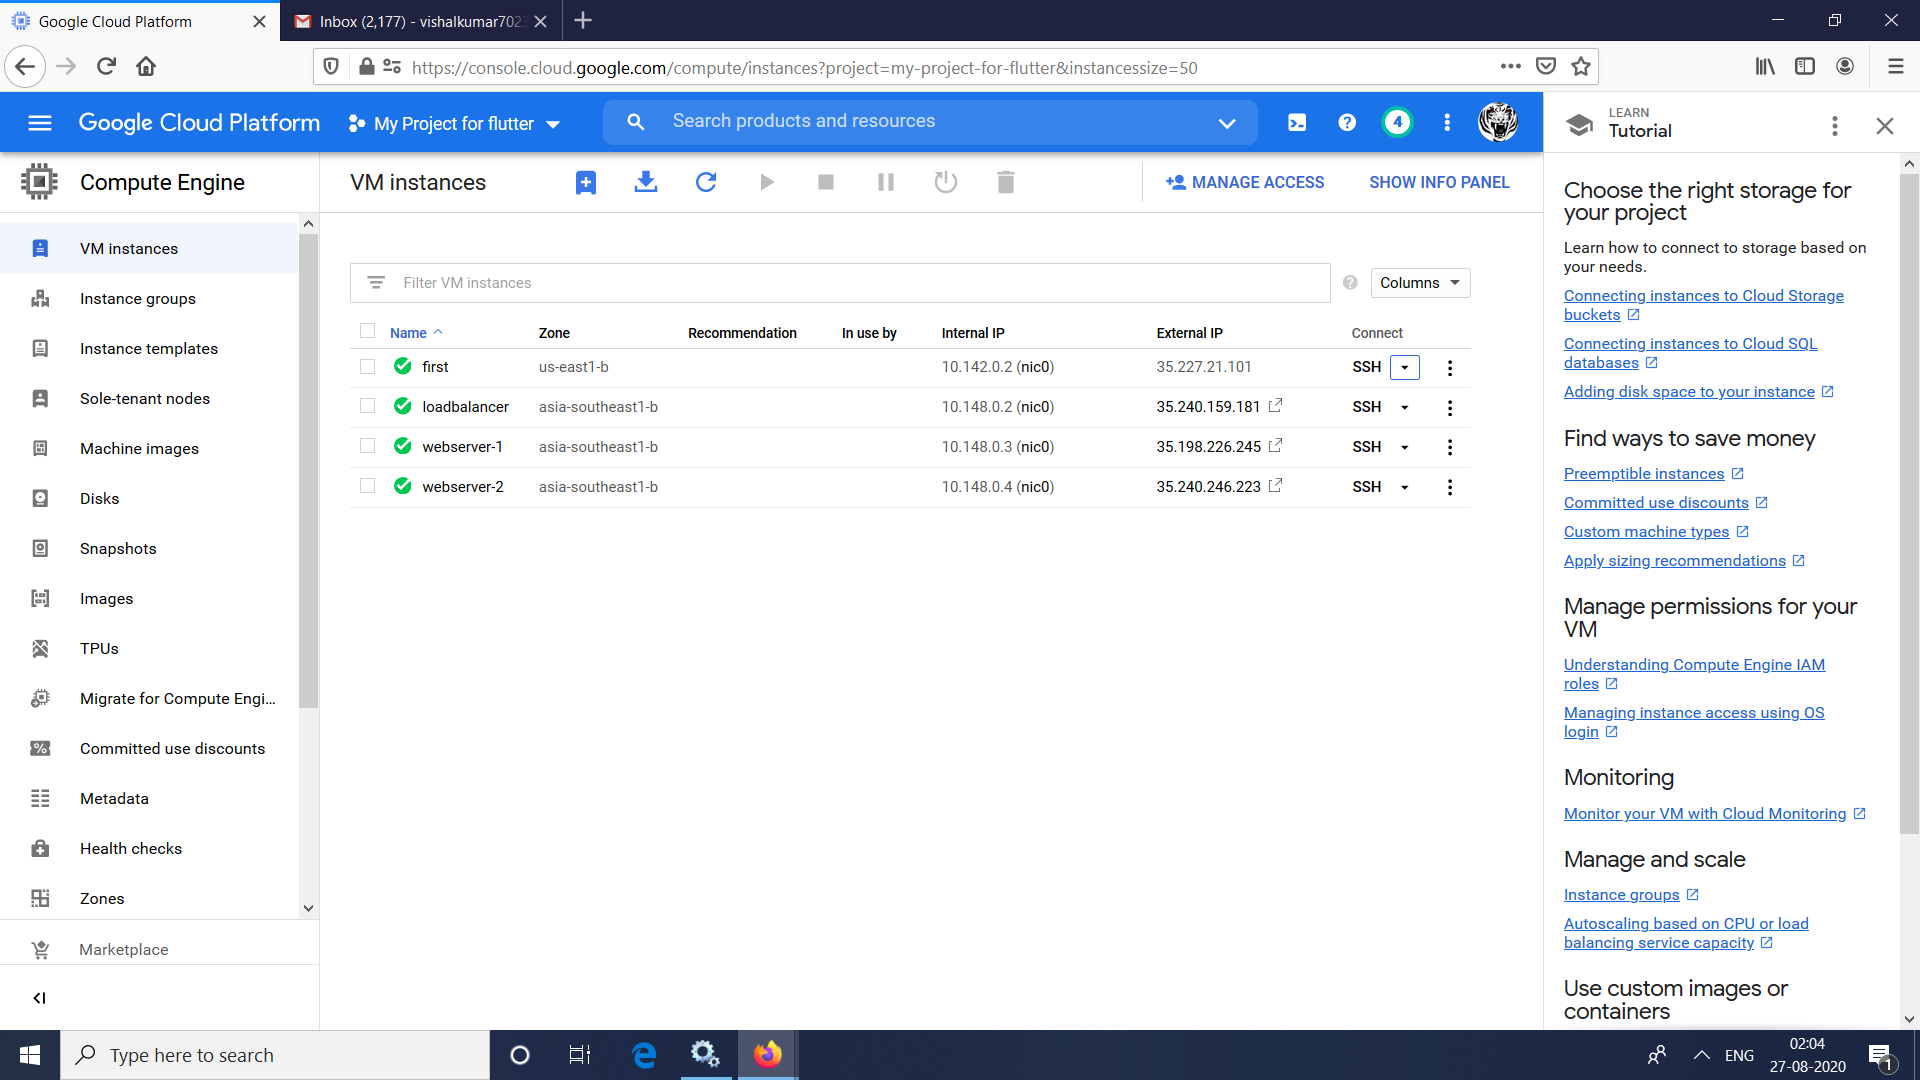 Google Cloud Platform
Inbox (2,177) - vishalkumar702
https://console.cloud.google.com/compute/instances?project=my-project-for-flutter&instancessize=50
Google Cloud Platform
My Project for flutter
Search products and resources
4
LEARN
Tutorial
Compute Engine
VM instances
MANAGE ACCESS
SHOW INFO PANEL
VM instances
Instance groups
Instance templates
Sole-tenant nodes
Machine images
Disks
Snapshots
Images
TPUs
Migrate for Compute Engi...
Committed use discounts
Metadata
Health checks
Zones
Marketplace
Filter VM instances
Columns
Name Zone Recommendation In use by Internal IP External IP Connect
first us-east1-b 10.142.0.2 (nic0) 35.227.21.101 SSH
loadbalancer asia-southeast1-b 10.148.0.2 (nic0) 35.240.159.181 SSH
webserver-1 asia-southeast1-b 10.148.0.3 (nic0) 35.198.226.245 SSH
webserver-2 asia-southeast1-b 10.148.0.4 (nic0) 35.240.246.223 SSH
Choose the right storage for
your project
Learn how to connect to storage based on
your needs.
Connecting instances to Cloud Storage
buckets
Connecting instances to Cloud SQL
databases
Adding disk space to your instance
Find ways to save money
Preemptible instances
Committed use discounts
Custom machine types
Apply sizing recommendations
Manage permissions for your
VM
Understanding Compute Engine IAM
roles
Managing instance access using OS
login
Monitoring
Monitor your VM with Cloud Monitoring
Manage and scale
Instance groups
Autoscaling based on CPU or load
balancing service capacity
Use custom images or
containers
Type here to search
ENG
02:04
27-08-2020
1